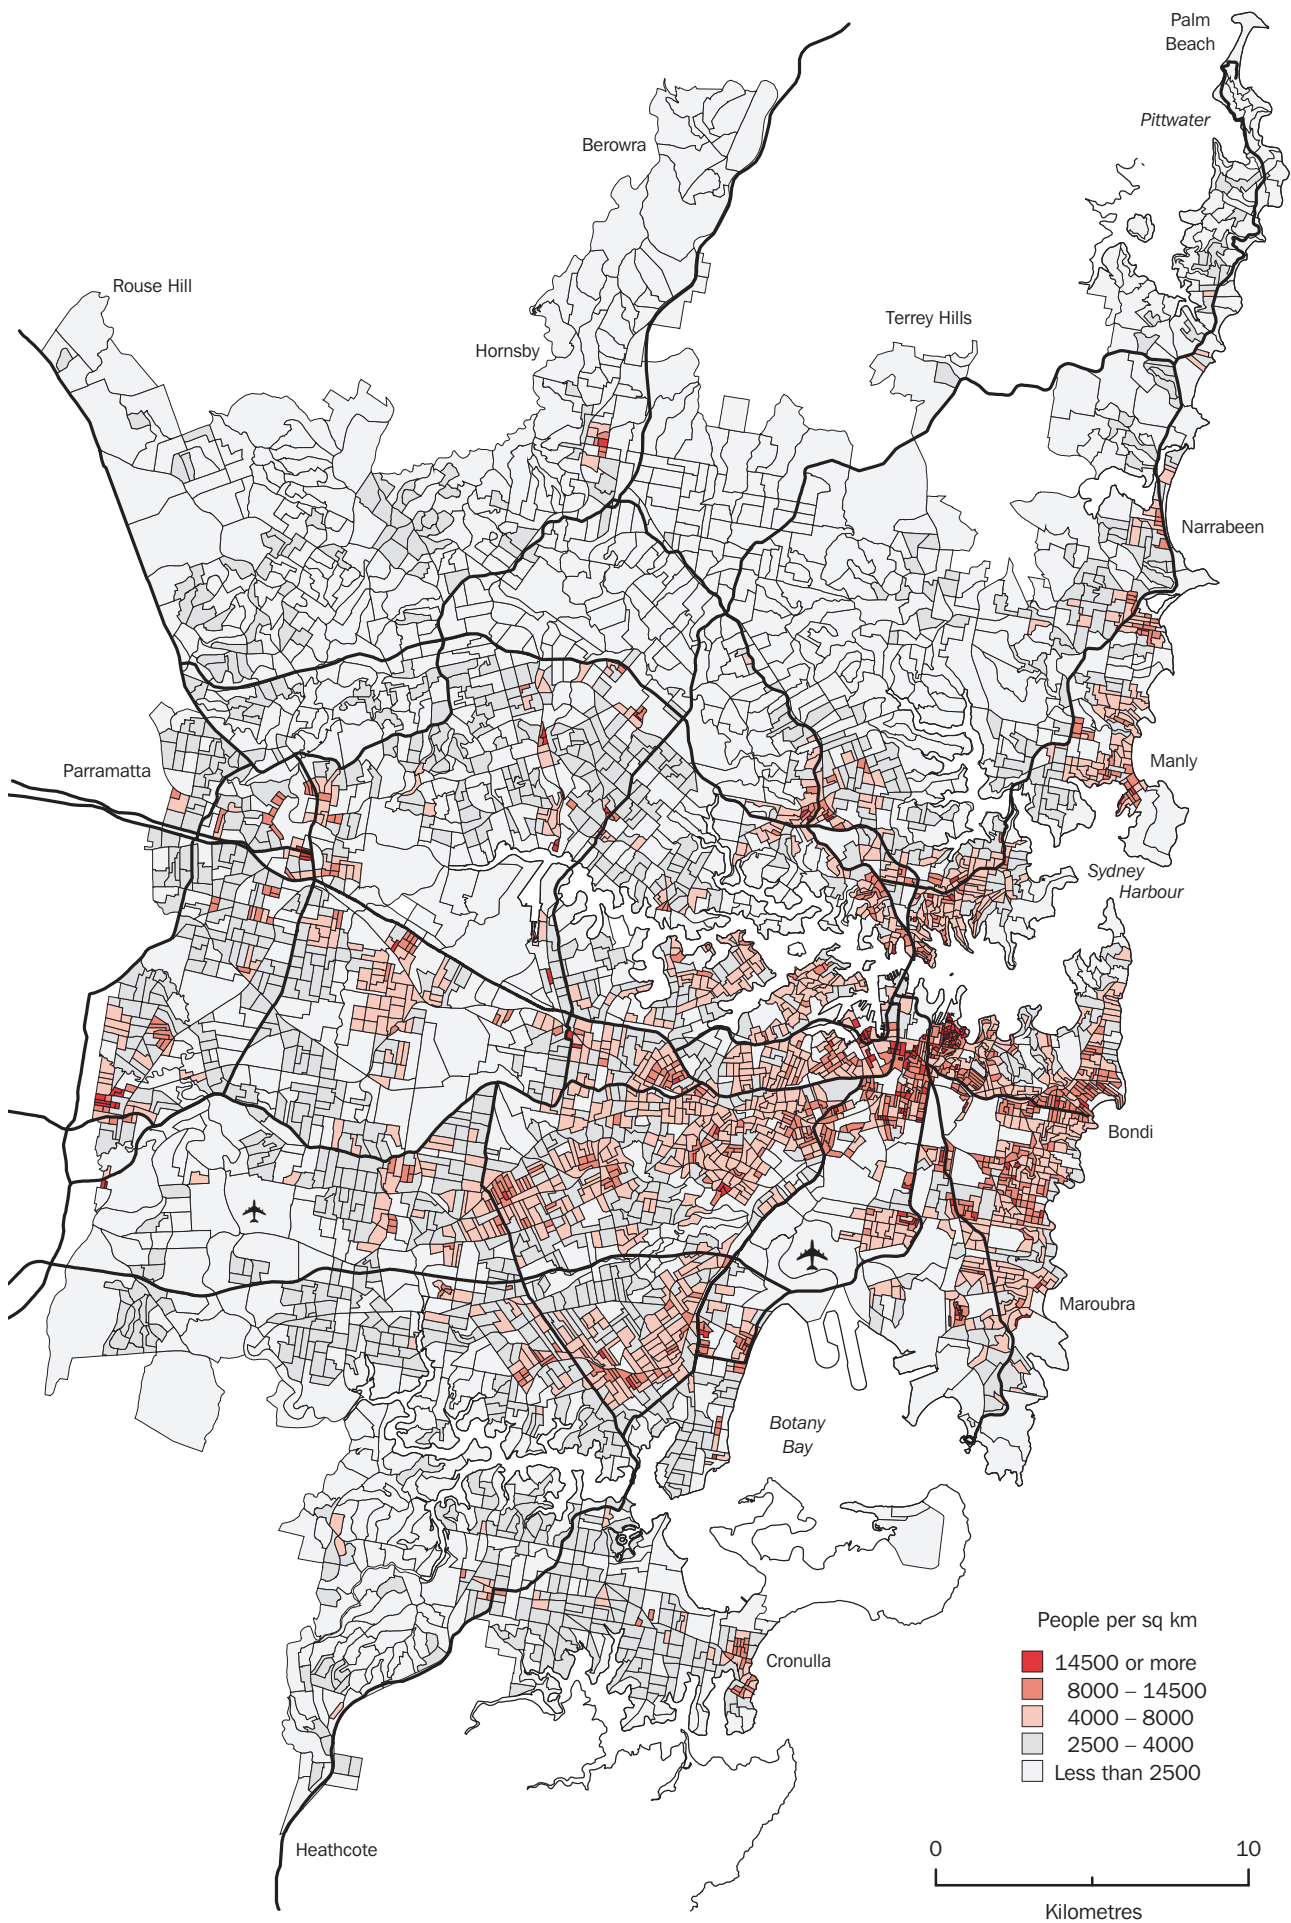 Palm
Beach
Pittwater
Berowra
Rouse Hill
Terrey Hills
Hornsby
Narrabeen
Manly
Parramatta
Sydney
Harbour
Bondi
Maroubra
Botany
Bay
People per sq km
14500 or more
8000 – 14500
4000 – 8000
2500 – 4000
Less than 2500
Cronulla
Heathcote
0 10
Kilometres